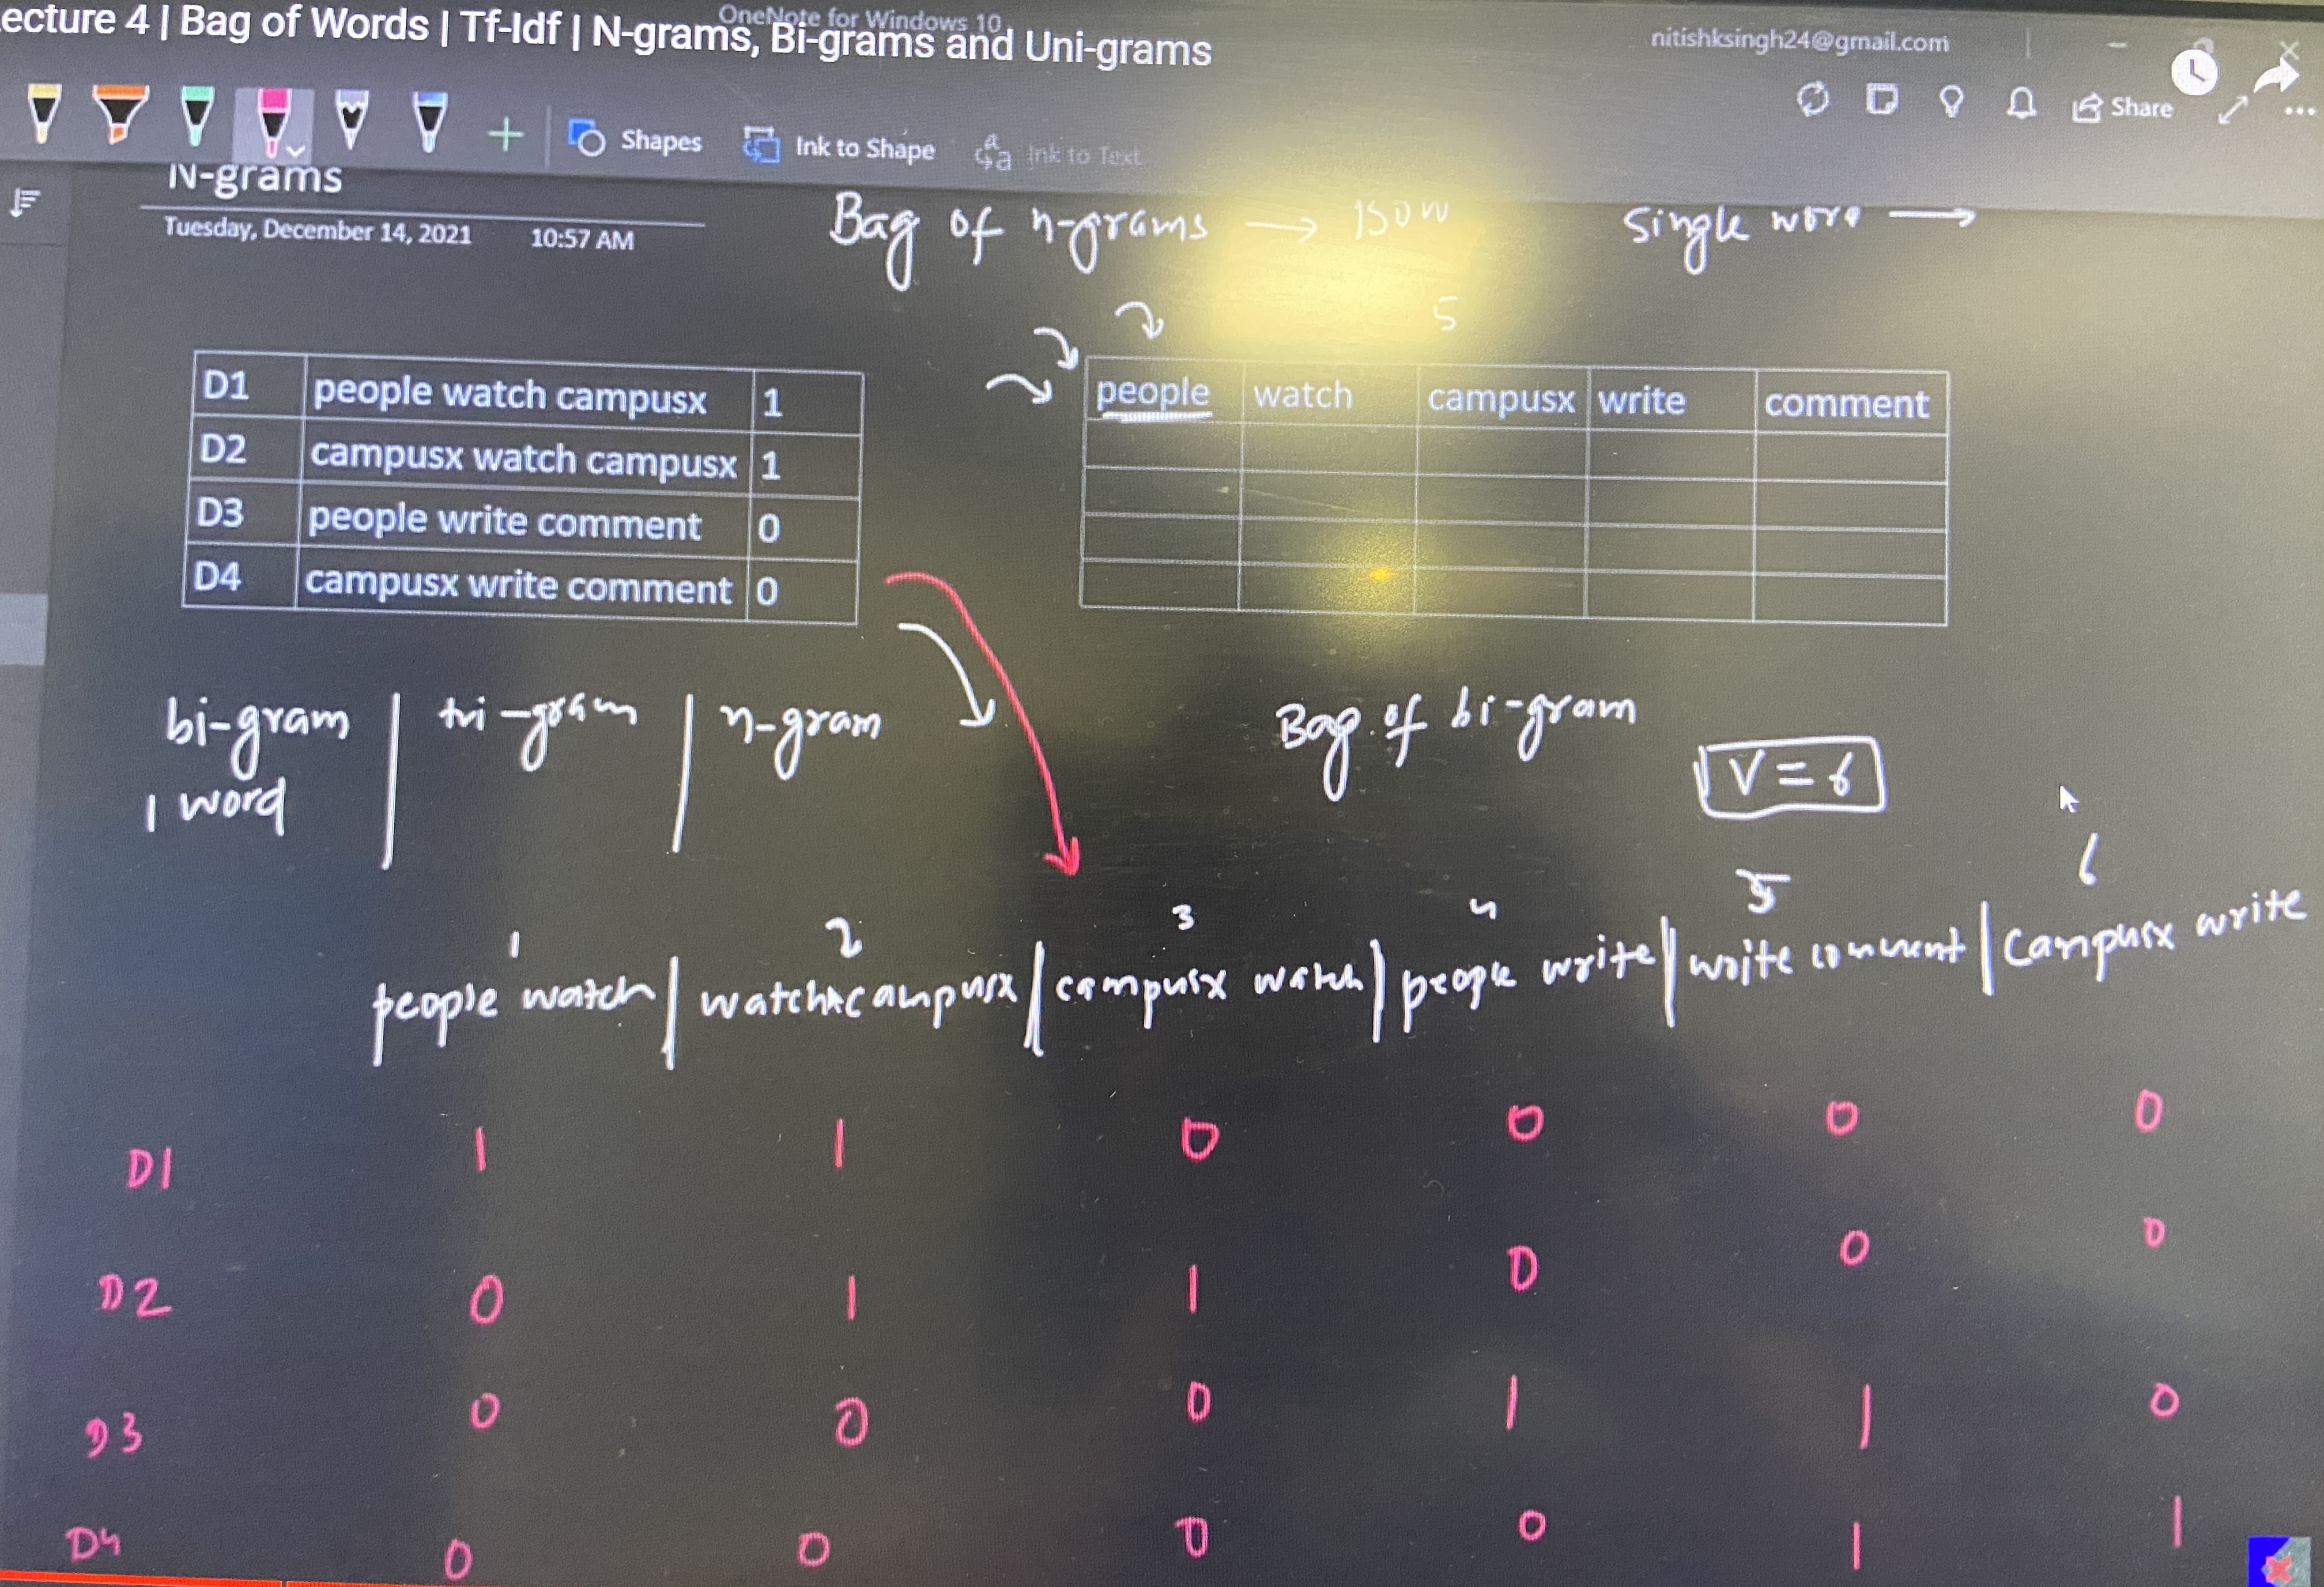 ecture 4 | Bag of Words | Tf-Idf | N-grams, Bi-grams and Uni-grams
OneNote for Windows 10
nitishksingh24@gmail.com
Shapes
Ink to Shape
Ink to Text
Share
N-grams
Tuesday, December 14, 2021 10:57 AM
Bag of n-grams → BOW
Single word →
5
D1 people watch campusx 1
D2 campusx watch campusx 1
D3 people write comment 0
D4 campusx write comment 0
people watch campusx write comment
bi-gram | tri-gram | n-gram
1 word
Bag of bi-gram
V = 6
1 2 3 4 5 6
people watch | watch campusx | campusx watch | people write | write comment | campusx write
D1 1 1 0 0 0 0
D2 0 1 1 0 0 0
D3 0 0 0 1 1 0
D4 0 0 0 0 1 1